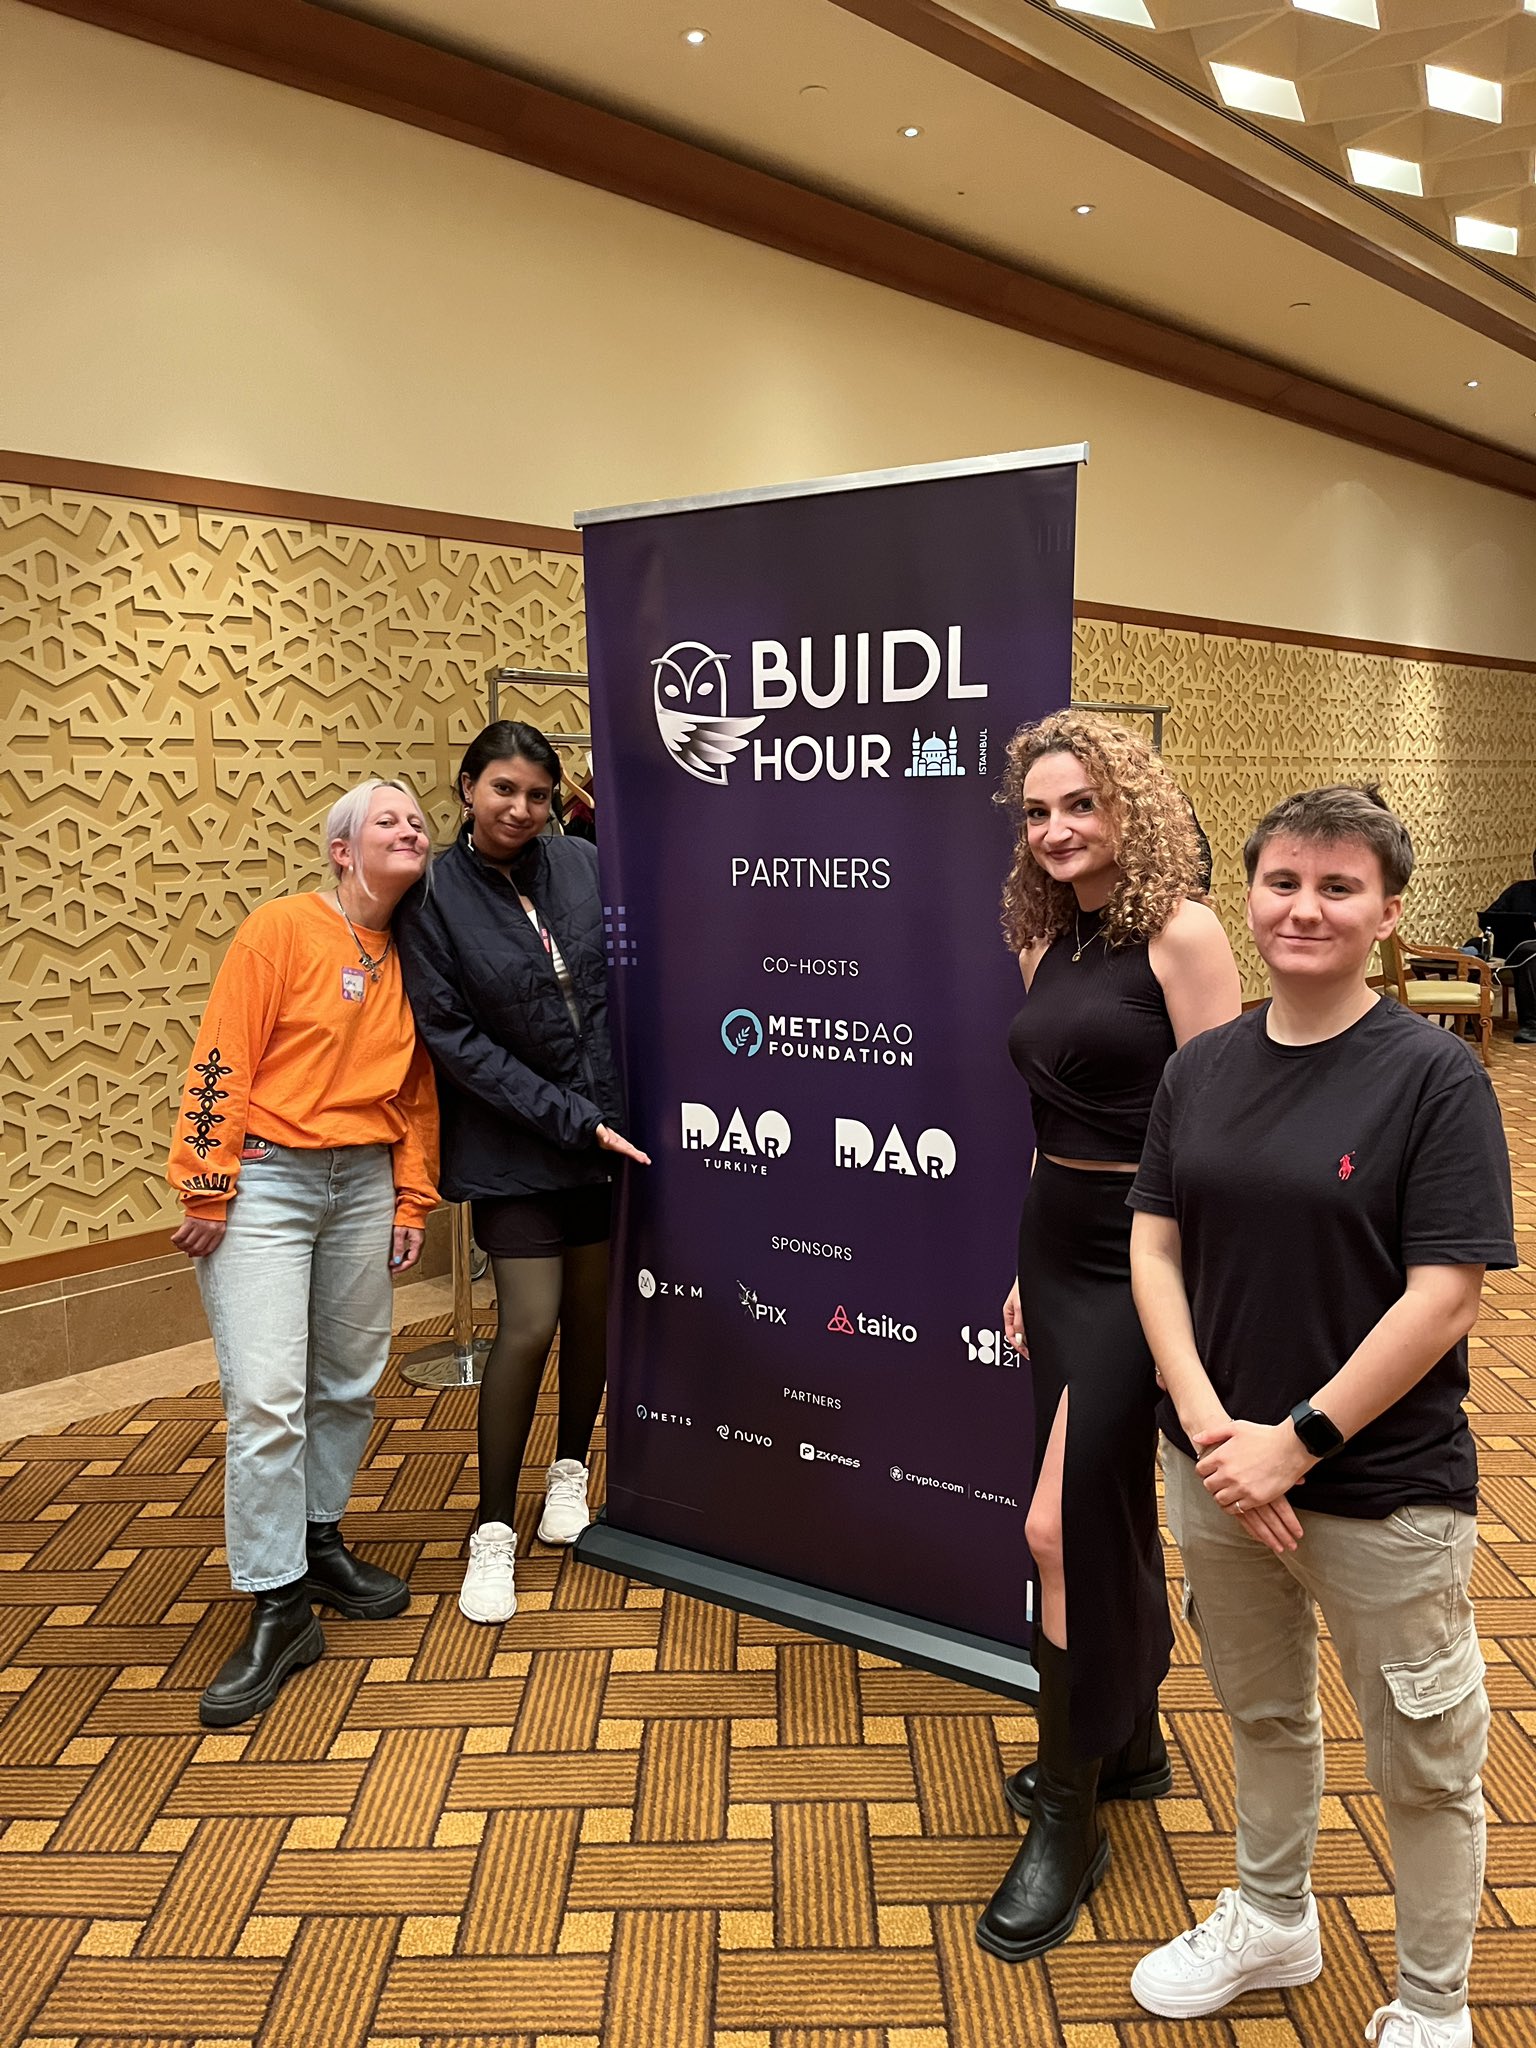 BUIDL
HOUR
ISTANBUL
PARTNERS
CO-HOSTS
METISDAO
FOUNDATION
DAO
H.E.R.
TURKIYE
DAO
H.E.R.
SPONSORS
ZKM
P1X
taiko
21
PARTNERS
METIS
nuvo
ZKPASS
crypto.com | CAPITAL